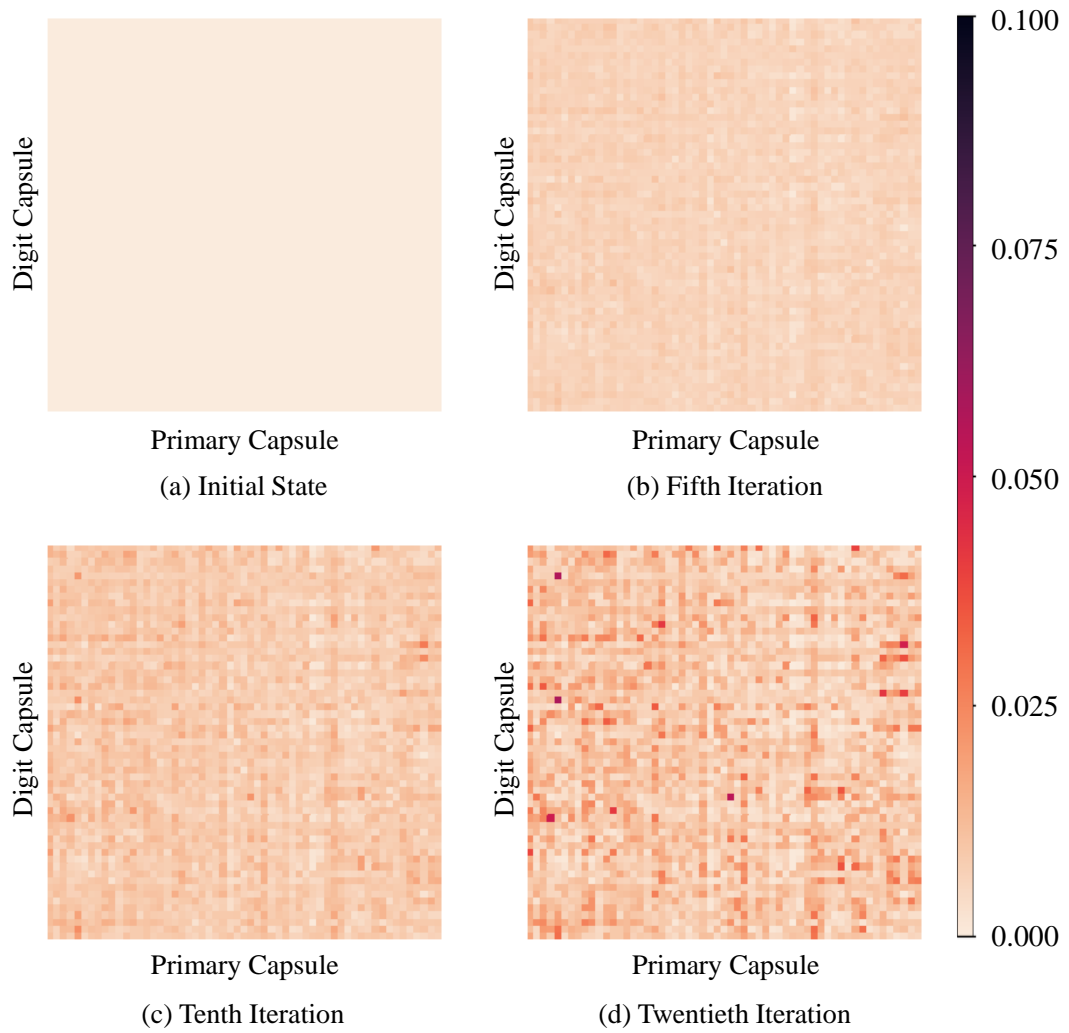 Digit Capsule
Primary Capsule
(a) Initial State
Digit Capsule
Primary Capsule
(b) Fifth Iteration
Digit Capsule
Primary Capsule
(c) Tenth Iteration
Digit Capsule
Primary Capsule
(d) Twentieth Iteration
0.100
0.075
0.050
0.025
0.000